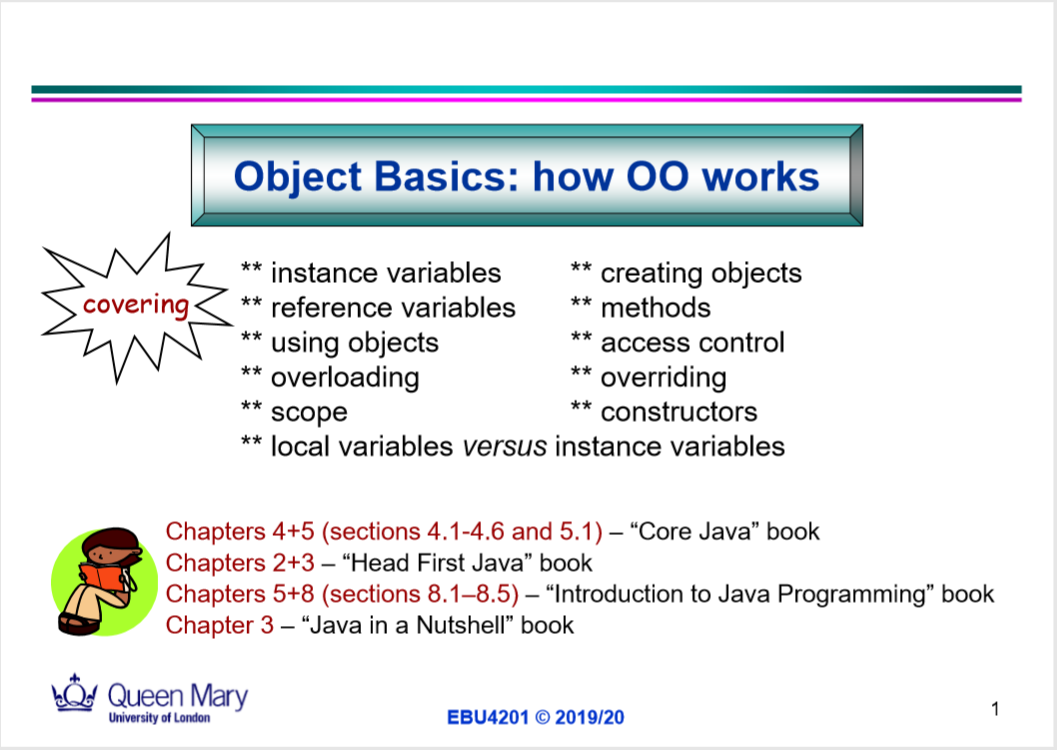 Object Basics: how OO works
covering
** instance variables
** creating objects
** reference variables
** methods
** using objects
** access control
** overloading
** overriding
** scope
** constructors
** local variables versus instance variables
Chapters 4+5 (sections 4.1-4.6 and 5.1) – “Core Java” book
Chapters 2+3 – “Head First Java” book
Chapters 5+8 (sections 8.1–8.5) – “Introduction to Java Programming” book
Chapter 3 – “Java in a Nutshell” book
Queen Mary
University of London
EBU4201 © 2019/20
1